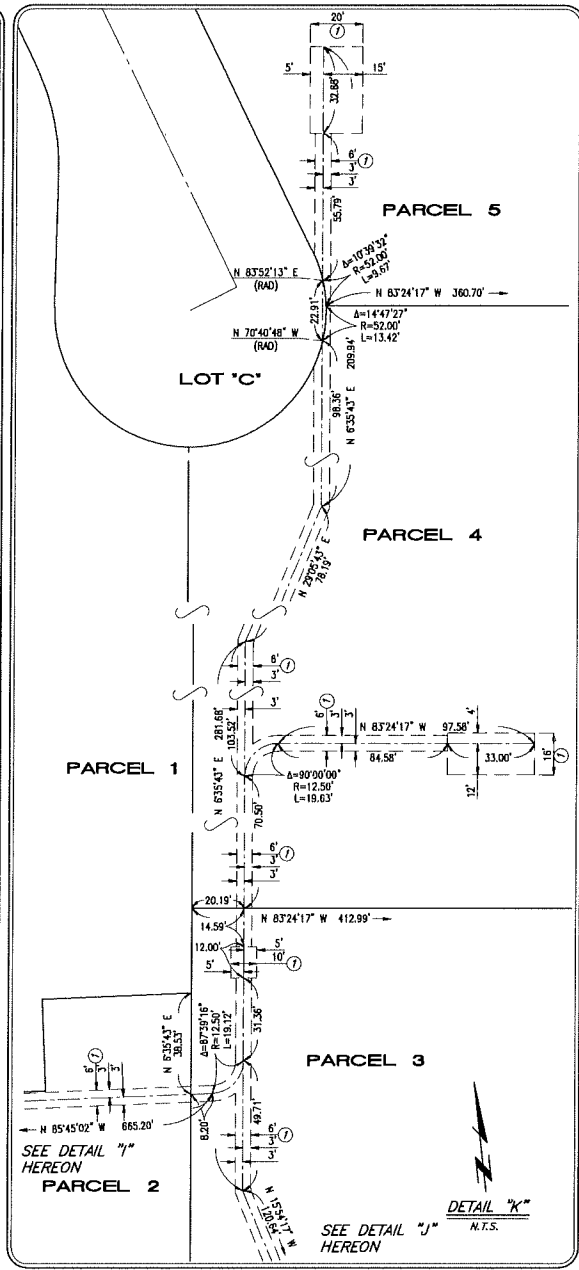 20'
①
5'
15'
32.88'
6'
①
3'
3'
PARCEL 5
55.79'
Δ=10°39'32"
R=52.00'
L=9.67'
N 83°52'13" E
(RAD)
N 83°24'17" W 360.70'
22.91'
Δ=14°47'27"
R=52.00'
L=13.42'
N 70°40'48" W
(RAD)
209.94'
LOT "C"
98.36'
N 6°35'43" E
PARCEL 4
N 29°05'43" E
78.19'
6'
①
3'
3'
281.68'
103.52'
N 6°35'43" E
6'
①
3'
3'
N 83°24'17" W 97.58'
4'
84.58'
33.00'
16'
①
12'
PARCEL 1
Δ=90°00'00"
R=12.50'
L=19.63'
70.50'
6'
①
3'
3'
20.19'
N 83°24'17" W 412.99'
14.59'
12.00'
5'
10'
①
5'
N 6°35'43" E
38.53'
Δ=87°39'16"
R=12.50'
L=19.12'
31.36'
PARCEL 3
6'
①
3'
3'
N 85°45'02" W 665.20'
8.20'
49.71'
SEE DETAIL "I"
HEREON
6'
①
3'
3'
PARCEL 2
N 15°54'17" W
120.64'
SEE DETAIL "J"
HEREON
DETAIL "K"
N.T.S.